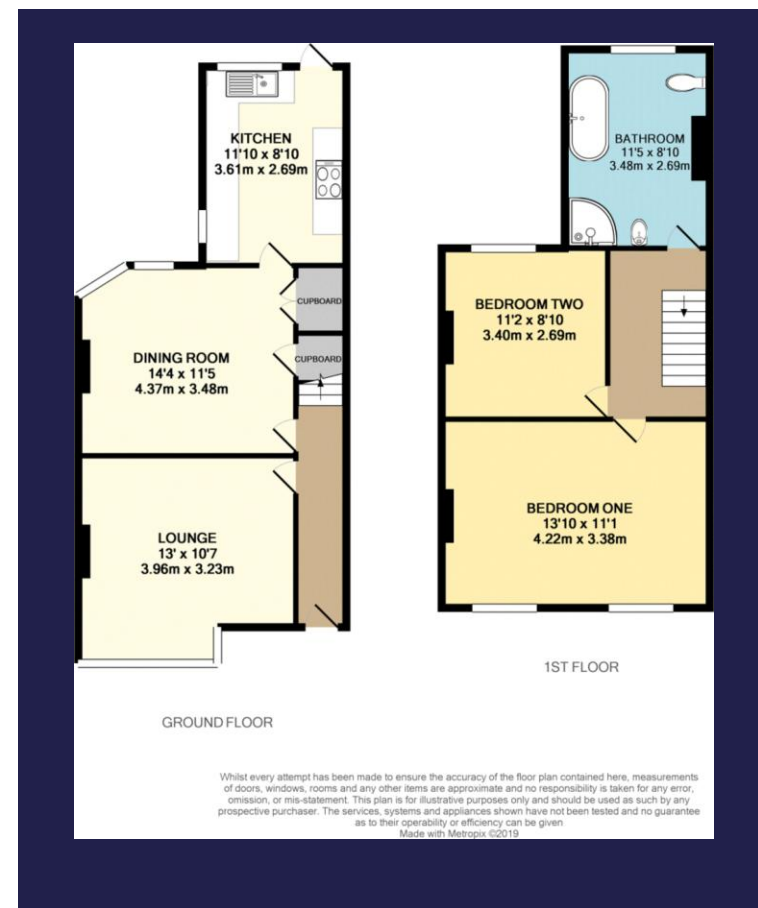 KITCHEN
11'10 x 8'10
3.61m x 2.69m
CUPBOARD
CUPBOARD
DINING ROOM
14'4 x 11'5
4.37m x 3.48m
LOUNGE
13' x 10'7
3.96m x 3.23m
GROUND FLOOR
BATHROOM
11'5 x 8'10
3.48m x 2.69m
BEDROOM TWO
11'2 x 8'10
3.40m x 2.69m
BEDROOM ONE
13'10 x 11'1
4.22m x 3.38m
1ST FLOOR
Whilst every attempt has been made to ensure the accuracy of the floor plan contained here, measurements
of doors, windows, rooms and any other items are approximate and no responsibility is taken for any error,
omission, or mis-statement. This plan is for illustrative purposes only and should be used as such by any
prospective purchaser. The services, systems and appliances shown have not been tested and no guarantee
as to their operability or efficiency can be given
Made with Metropix ©2019